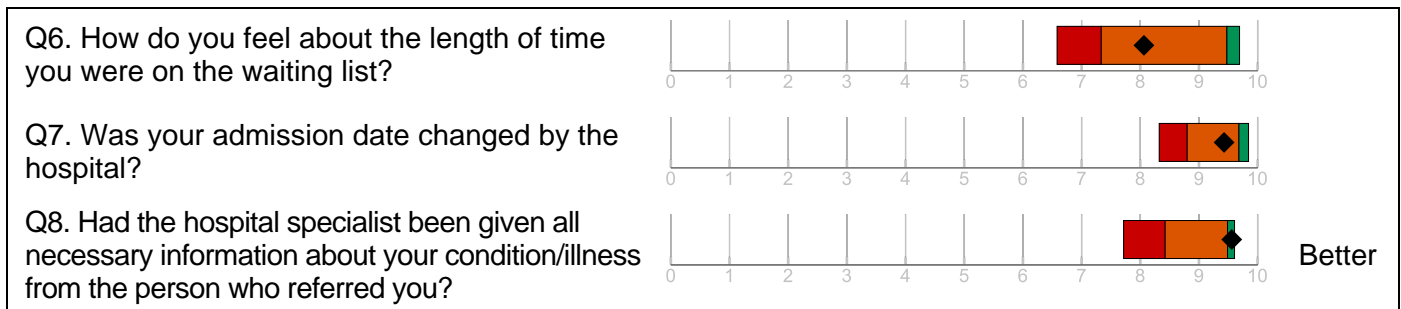 Q6. How do you feel about the length of time
you were on the waiting list?
0 1 2 3 4 5 6 7 8 9 10
Q7. Was your admission date changed by the
hospital?
0 1 2 3 4 5 6 7 8 9 10
Q8. Had the hospital specialist been given all
necessary information about your condition/illness
from the person who referred you?
0 1 2 3 4 5 6 7 8 9 10
Better